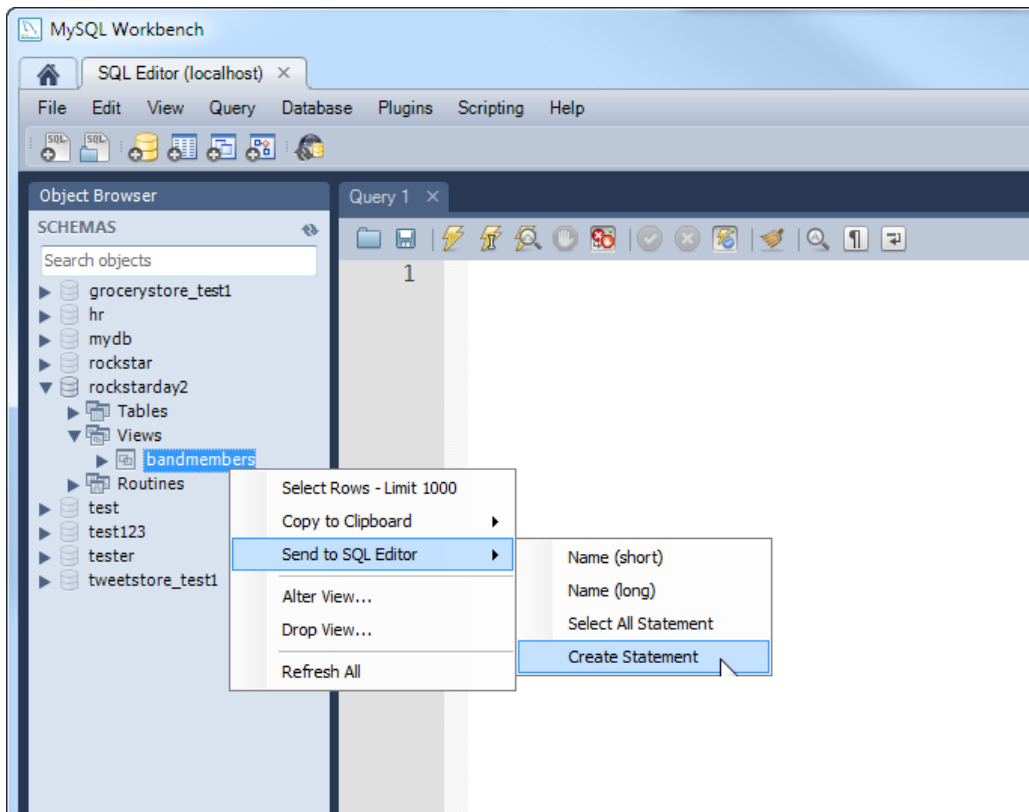 MySQL Workbench
SQL Editor (localhost) ×
File Edit View Query Database Plugins Scripting Help
SQL SQL
Object Browser
SCHEMAS
Search objects
grocerystore_test1
hr
mydb
rockstar
rockstarday2
Tables
Views
bandmembers
Routines
test
test123
tester
tweetstore_test1
Query 1 ×
1
Select Rows - Limit 1000
Copy to Clipboard
Send to SQL Editor
Alter View...
Drop View...
Refresh All
Name (short)
Name (long)
Select All Statement
Create Statement